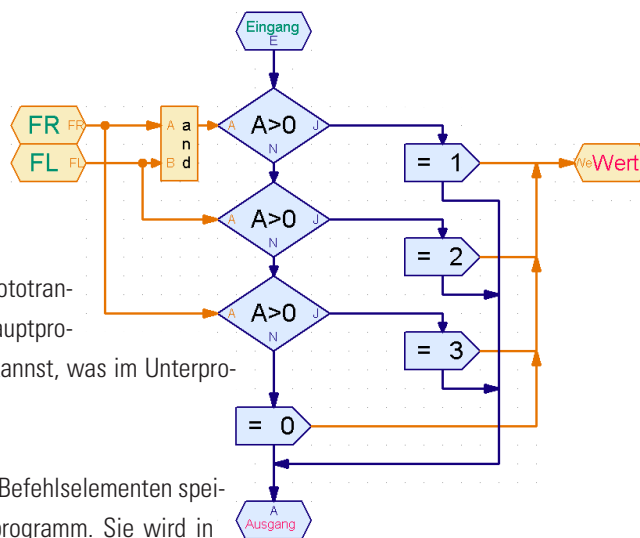 Eingang
E
FR FR
FL FL
A and
B
A A>0 J
N
= 1
We Wert
A A>0 J
N
= 2
A A>0 J
N
= 3
= 0
A
Ausgang
ototran-
auptpro-
annst, was im Unterpro-
Befehlselementen spei-
programm. Sie wird in